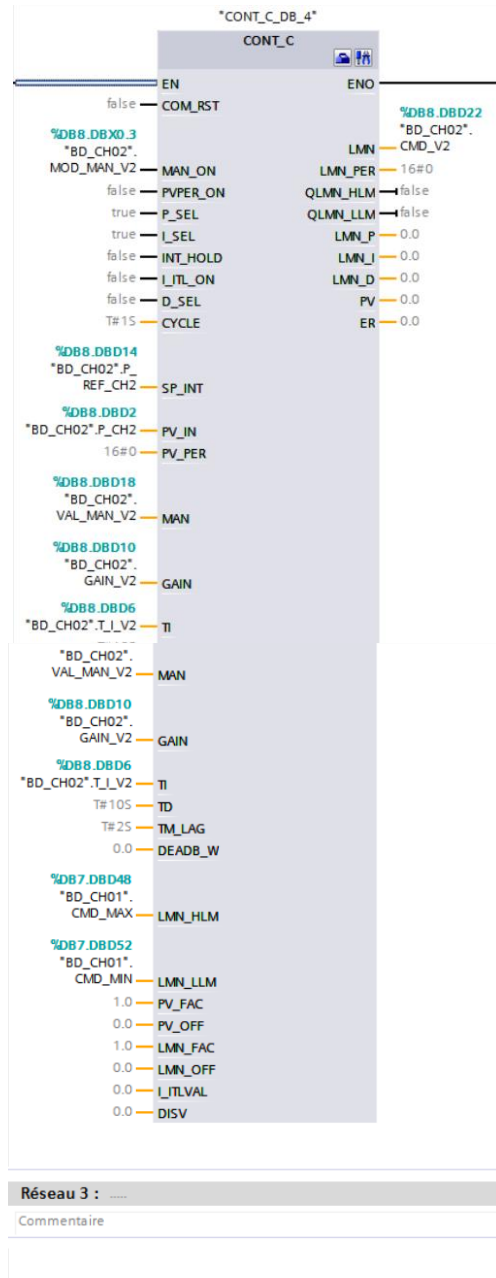 "CONT_C_DB_4"
CONT_C
EN ENO
false COM_RST
%DB8.DBD22
"BD_CH02".
LMN CMD_V2
%DB8.DBX0.3
"BD_CH02".
MOD_MAN_V2 MAN_ON LMN_PER 16#0
false PVPER_ON QLMN_HLM false
true P_SEL QLMN_LLM false
true I_SEL LMN_P 0.0
false INT_HOLD LMN_I 0.0
false I_ITL_ON LMN_D 0.0
false D_SEL PV 0.0
T#1S CYCLE ER 0.0
%DB8.DBD14
"BD_CH02".P_
REF_CH2 SP_INT
%DB8.DBD2
"BD_CH02".P_CH2 PV_IN
16#0 PV_PER
%DB8.DBD18
"BD_CH02".
VAL_MAN_V2 MAN
%DB8.DBD10
"BD_CH02".
GAIN_V2 GAIN
%DB8.DBD6
"BD_CH02".T_I_V2 TI
"BD_CH02".
VAL_MAN_V2 MAN
%DB8.DBD10
"BD_CH02".
GAIN_V2 GAIN
%DB8.DBD6
"BD_CH02".T_I_V2 TI
T#10S TD
T#2S TM_LAG
0.0 DEADB_W
%DB7.DBD48
"BD_CH01".
CMD_MAX LMN_HLM
%DB7.DBD52
"BD_CH01".
CMD_MIN LMN_LLM
1.0 PV_FAC
0.0 PV_OFF
1.0 LMN_FAC
0.0 LMN_OFF
0.0 I_ITLVAL
0.0 DISV
Réseau 3 : .....
Commentaire